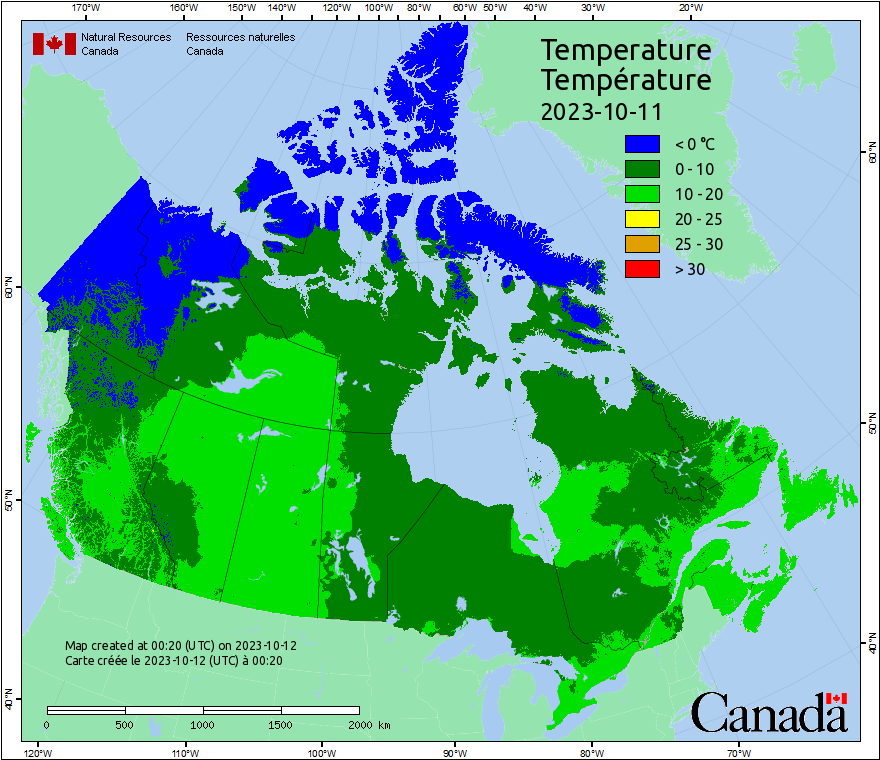 170°W 160°W 150°W 140°W 120°W 100°W 80°W 60°W 50°W 40°W 30°W 20°W
Natural Resources Ressources naturelles
Canada Canada
Temperature
Température
2023-10-11
< 0 °C
0 - 10
10 - 20
20 - 25
25 - 30
> 30
60°N
50°N
40°N
60°N
50°N
40°N
Map created at 00:20 (UTC) on 2023-10-12
Carte créée le 2023-10-12 (UTC) à 00:20
0 500 1000 1500 2000 km
Canada
120°W 110°W 100°W 90°W 80°W 70°W